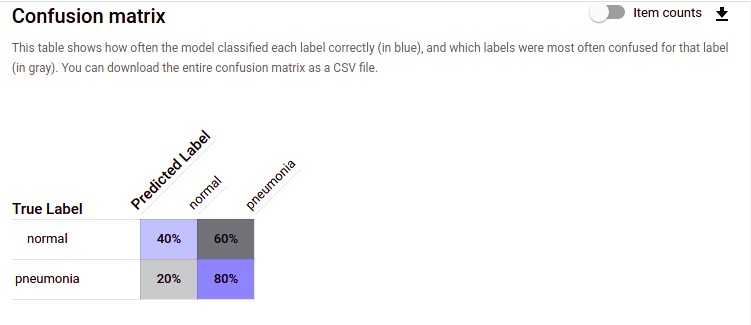 Confusion matrix
Item counts
This table shows how often the model classified each label correctly (in blue), and which labels were most often confused for that label
(in gray). You can download the entire confusion matrix as a CSV file.
Predicted Label
normal
pneumonia
True Label
normal 40% 60%
pneumonia 20% 80%